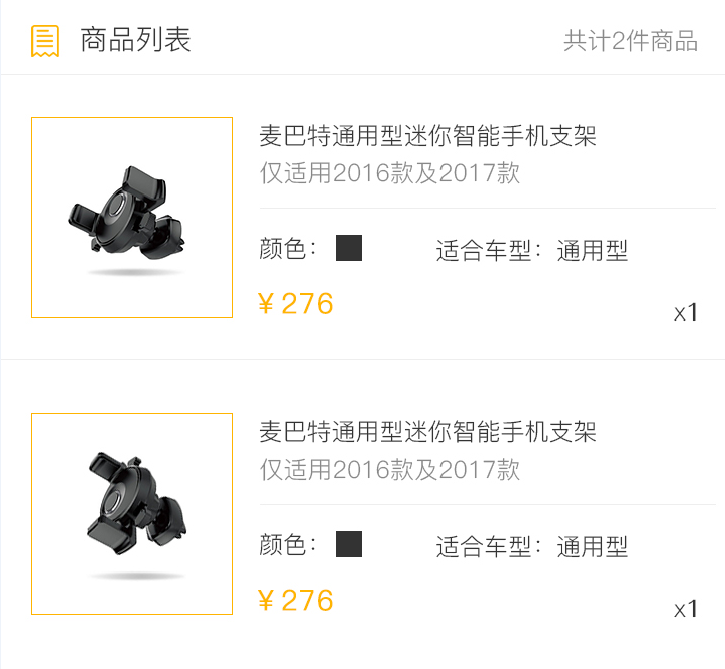 商品列表
共计2件商品
麦巴特通用型迷你智能手机支架
仅适用2016款及2017款
颜色：
适合车型：通用型
¥ 276
x1
麦巴特通用型迷你智能手机支架
仅适用2016款及2017款
颜色：
适合车型：通用型
¥ 276
x1